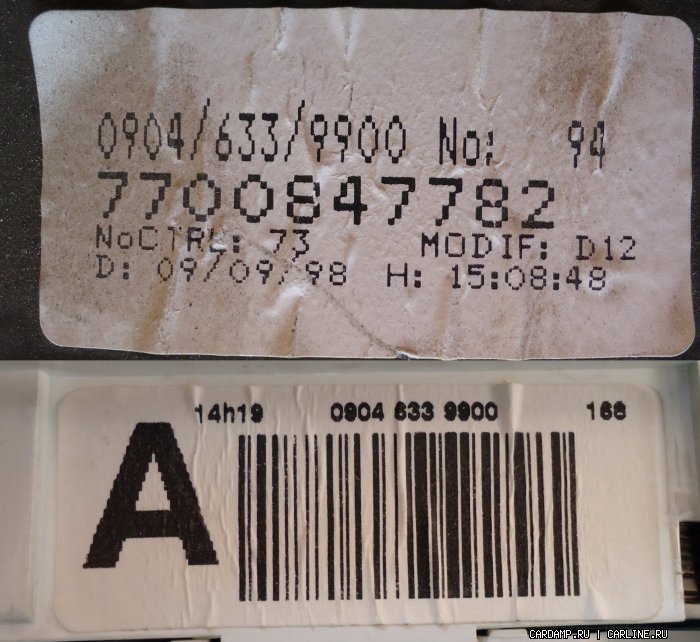 0904/633/9900 No: 94
7700847782
NoCTRL: 73 MODIF: D12
D: 09/09/98 H: 15:08:48
14h19 0904 633 9900 168
A
CARDAMP.RU | CARLINE.RU